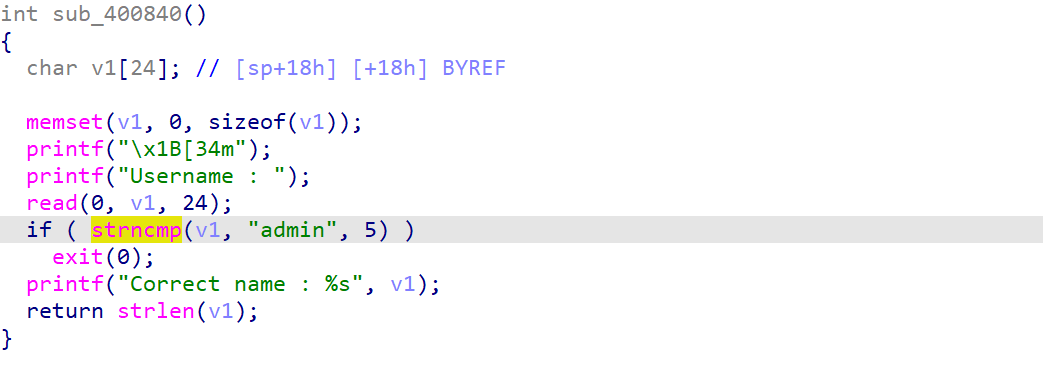 int sub_400840()
{
  char v1[24]; // [sp+18h] [+18h] BYREF

  memset(v1, 0, sizeof(v1));
  printf("\x1B[34m");
  printf("Username : ");
  read(0, v1, 24);
  if ( strncmp(v1, "admin", 5) )
    exit(0);
  printf("Correct name : %s", v1);
  return strlen(v1);
}